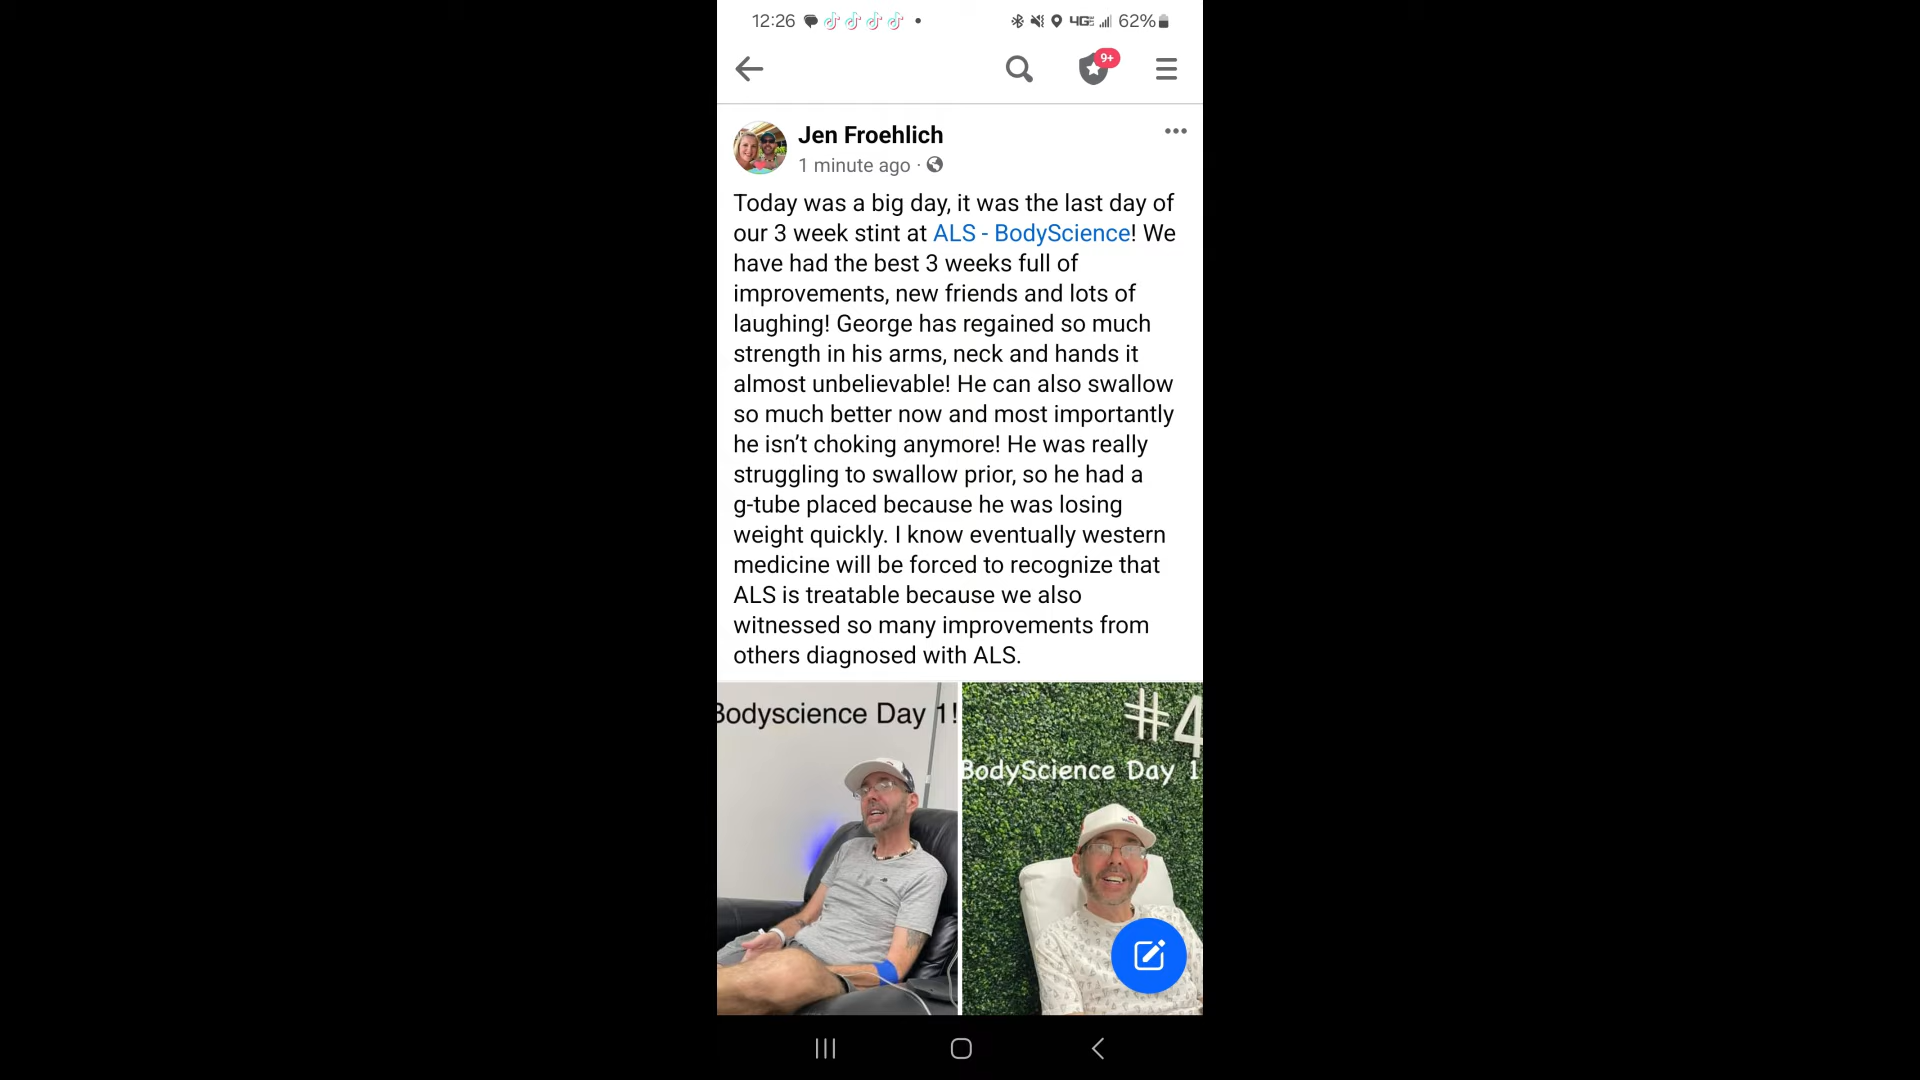 12:26
4G 62%
9+
Jen Froehlich
1 minute ago ·
Today was a big day, it was the last day of
our 3 week stint at ALS - BodyScience! We
have had the best 3 weeks full of
improvements, new friends and lots of
laughing! George has regained so much
strength in his arms, neck and hands it
almost unbelievable! He can also swallow
so much better now and most importantly
he isn’t choking anymore! He was really
struggling to swallow prior, so he had a
g-tube placed because he was losing
weight quickly. I know eventually western
medicine will be forced to recognize that
ALS is treatable because we also
witnessed so many improvements from
others diagnosed with ALS.
Bodyscience Day 1!
#4
BodyScience Day 1